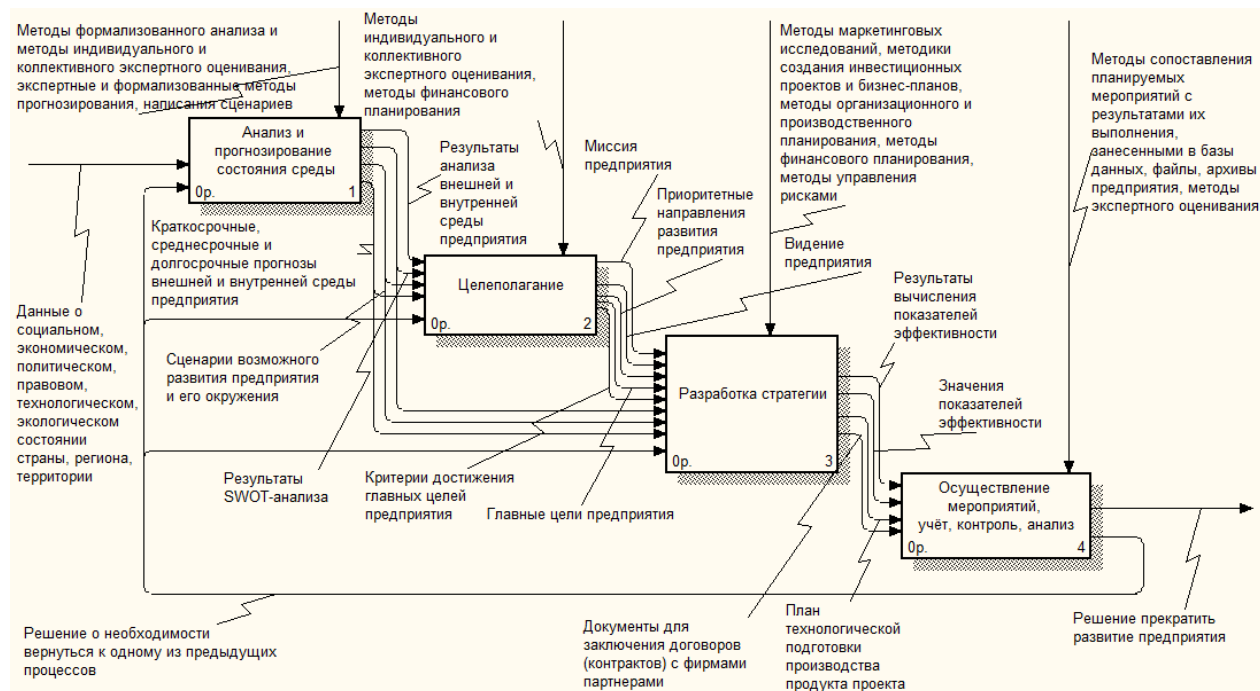 Методы формализованного анализа и
методы индивидуального и
коллективного экспертного оценивания,
экспертные и формализованные методы
прогнозирования, написания сценариев
Методы
индивидуального и
коллективного
экспертного оценивания,
методы финансового
планирования
Методы маркетинговых
исследований, методики
создания инвестиционных
проектов и бизнес-планов,
методы организационного и
производственного
планирования, методы
финансового планирования,
методы управления
рисками
Методы сопоставления
планируемых
мероприятий с
результатами их
выполнения,
занесенными в базы
данных, файлы, архивы
предприятия, методы
экспертного оценивания
Анализ и
прогнозирование
состояния среды
0р.
1
Результаты
анализа
внешней и
внутренней
среды
предприятия
Миссия
предприятия
Приоритетные
направления
развития
предприятия
Видение
предприятия
Краткосрочные,
среднесрочные и
долгосрочные прогнозы
внешней и внутренней среды
предприятия
Целеполагание
0р.
2
Результаты
вычисления
показателей
эффективности
Данные о
социальном,
экономическом,
политическом,
правовом,
технологическом,
экологическом
состоянии
страны, региона,
территории
Сценарии возможного
развития предприятия
и его окружения
Разработка стратегии
0р.
3
Значения
показателей
эффективности
Результаты
SWOT-анализа
Критерии достижения
главных целей
предприятия
Главные цели предприятия
Осуществление
мероприятий,
учёт, контроль, анализ
0р.
4
Решение о необходимости
вернуться к одному из предыдущих
процессов
Документы для
заключения договоров
(контрактов) с фирмами
партнерами
План
технологической
подготовки
производства
продукта проекта
Решение прекратить
развитие предприятия